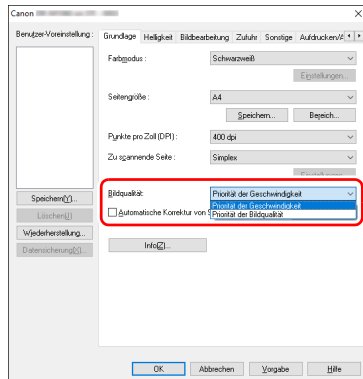 Canon
Benutzer-Voreinstellung :
Grundlage Helligkeit Bildbearbeitung Zufuhr Sonstige Aufdrucken/A
Farbmodus :
Schwarzweiß
Einstellungen...
Seitengröße :
A4
Speichern... Bereich...
Punkte pro Zoll (DPI) :
400 dpi
Zu scannende Seite :
Simplex
Einstellungen...
Bildqualität:
Priorität der Geschwindigkeit
Priorität der Geschwindigkeit
Priorität der Bildqualität
Automatische Korrektur von S
Info(Z)...
Speichern(Y)...
Löschen(J)
Wiederherstellung...
Datensicherung(X)...
OK Abbrechen Vorgabe Hilfe